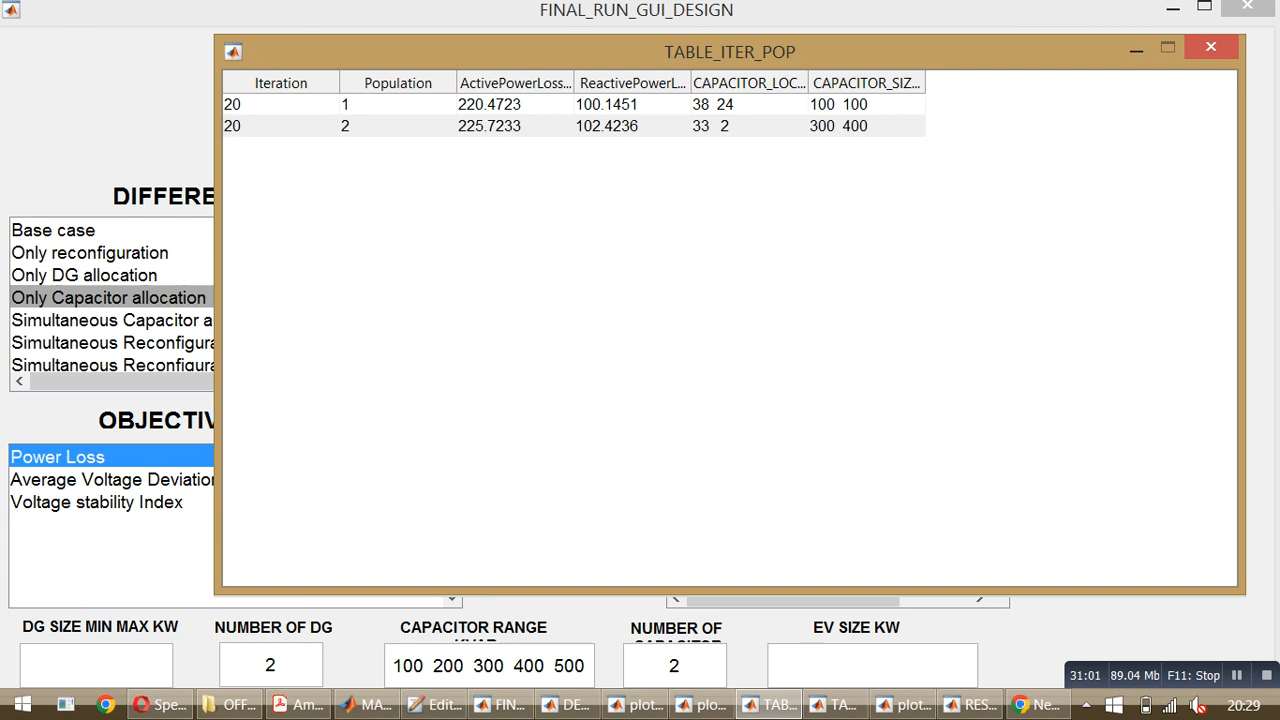 FINAL_RUN_GUI_DESIGN
TABLE_ITER_POP
Iteration Population ActivePowerLoss... ReactivePowerL... CAPACITOR_LOC... CAPACITOR_SIZ...
20 1 220.4723 100.1451 38 24 100 100
20 2 225.7233 102.4236 33 2 300 400
DIFFERE
Base case
Only reconfiguration
Only DG allocation
Only Capacitor allocation
Simultaneous Capacitor a
Simultaneous Reconfigura
Simultaneous Reconfigura
OBJECTIV
Power Loss
Average Voltage Deviation
Voltage stability Index
DG SIZE MIN MAX KW NUMBER OF DG CAPACITOR RANGE KVAR NUMBER OF CAPACITOR EV SIZE KW
2 100 200 300 400 500 2
31:01 89.04 Mb F11: Stop
Spe... OFF... Am... MA... Edit... FIN... DE... plot... plo... TAB... TA... plot... RES... Ne... 20:29